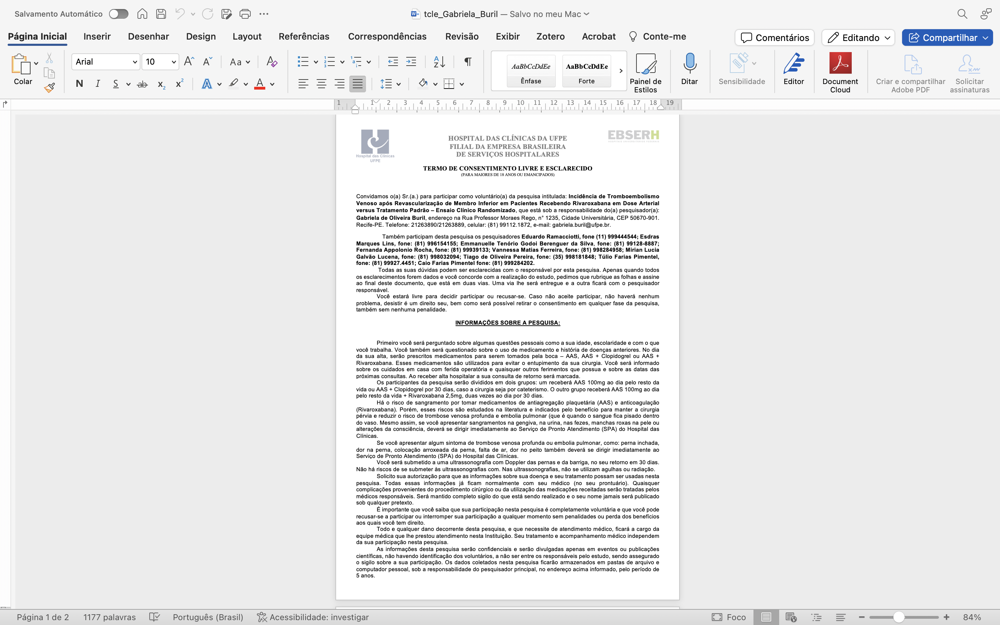 Salvamento Automático
tcle_Gabriela_Buril — Salvo no meu Mac
Página Inicial Inserir Desenhar Design Layout Referências Correspondências Revisão Exibir Zotero Acrobat Conte-me Comentários Editando Compartilhar
Colar
Arial 10
Aa
N I S ab x₂ x² A A
AaBbCcDdEe AaBbCcDdEe
Ênfase Forte
Painel de Estilos
Ditar
Sensibilidade
Editor
Document Cloud
Criar e compartilhar Adobe PDF
Solicitar assinaturas
1 1 2 3 4 5 6 7 8 9 10 11 12 13 14 15 16 17 18 19
Hospital das Clínicas
UFPE
HOSPITAL DAS CLÍNICAS DA UFPE
FILIAL DA EMPRESA BRASILEIRA
DE SERVIÇOS HOSPITALARES
EBSERH
HOSPITAIS UNIVERSITÁRIOS FEDERAIS
TERMO DE CONSENTIMENTO LIVRE E ESCLARECIDO
(PARA MAIORES DE 18 ANOS OU EMANCIPADOS)
Convidamos o(a) Sr.(a.) para participar como voluntário(a) da pesquisa intitulada: Incidência de Tromboembolismo
Venoso após Revascularização de Membro Inferior em Pacientes Recebendo Rivaroxabana em Dose Arterial
versus Tratamento Padrão – Ensaio Clínico Randomizado, que está sob a responsabilidade do(a) pesquisador(a):
Gabriela de Oliveira Buril, endereço na Rua Professor Moraes Rego, n° 1235, Cidade Universitária, CEP 50670-901.
Recife-PE. Telefone: 21263890/21263889, celular: (81) 99112.1872, e-mail: gabriela.buril@ufpe.br.
Também participam desta pesquisa os pesquisadores Eduardo Ramacciotti, fone (11) 999444544; Esdras
Marques Lins, fone: (81) 996154155; Emmanuelle Tenório Godoi Berenguer da Silva, fone: (81) 99128-8887;
Fernanda Appolonio Rocha, fone: (81) 99939133; Vannessa Matias Ferreira, fone: (81) 998284958; Mirian Lucia
Galvão Lucena, fone: (81) 998032094; Tiago de Oliveira Pereira, fone: (35) 998181848; Túlio Farias Pimentel,
fone: (81) 99927.4451; Caio Farias Pimentel fone: (81) 999284202.
Todas as suas dúvidas podem ser esclarecidas com o responsável por esta pesquisa. Apenas quando todos
os esclarecimentos forem dados e você concorde com a realização do estudo, pedimos que rubrique as folhas e assine
ao final deste documento, que está em duas vias. Uma via lhe será entregue e a outra ficará com o pesquisador
responsável.
Você estará livre para decidir participar ou recusar-se. Caso não aceite participar, não haverá nenhum
problema, desistir é um direito seu, bem como será possível retirar o consentimento em qualquer fase da pesquisa,
também sem nenhuma penalidade.
INFORMAÇÕES SOBRE A PESQUISA:
Primeiro você será perguntado sobre algumas questões pessoais como a sua idade, escolaridade e com o que
você trabalha. Você também será questionado sobre o uso de medicamento e história de doenças anteriores. No dia
da sua alta, serão prescritos medicamentos para serem tomados pela boca – AAS, AAS + Clopidogrel ou AAS +
Rivaroxabana. Esses medicamentos são utilizados para evitar o entupimento da sua cirurgia. Você será informado
sobre os cuidados em casa com ferida operatória e quaisquer outros ferimentos que possua e sobre as datas das
próximas consultas. Ao receber alta hospitalar a sua consulta de retorno será marcada.
Os participantes da pesquisa serão divididos em dois grupos: um receberá AAS 100mg ao dia pelo resto da
vida ou AAS + Clopidogrel por 30 dias, caso a cirurgia seja por cateterismo. O outro grupo receberá AAS 100mg ao dia
pelo resto da vida + Rivaroxabana 2,5mg, duas vezes ao dia por 30 dias.
Há o risco de sangramento por tomar medicamentos de antiagregação plaquetária (AAS) e anticoagulação
(Rivaroxabana). Porém, esses riscos são estudados na literatura e indicados pelo benefício para manter a cirurgia
pérvia e reduzir o risco de trombose venosa profunda e embolia pulmonar (que é quando o sangue fica pisado dentro
do vaso. Mesmo assim, se você apresentar sangramentos na gengiva, na urina, nas fezes, manchas roxas na pele ou
alterações da consciência, deverá se dirigir imediatamente ao Serviço de Pronto Atendimento (SPA) do Hospital das
Clínicas.
Se você apresentar algum sintoma de trombose venosa profunda ou embolia pulmonar, como: perna inchada,
dor na perna, colocação arroxeada da perna, falta de ar, dor no peito também deverá se dirigir imediatamente ao
Serviço de Pronto Atendimento (SPA) do Hospital das Clínicas.
Você será submetido a uma ultrassonografia com Doppler das pernas e da barriga, no seu retorno em 30 dias.
Não há riscos de se submeter às ultrassonografias com. Nas ultrassonografias, não se utilizam agulhas ou radiação.
Solicito sua autorização para que as informações sobre sua doença e seu tratamento possam ser usadas nesta
pesquisa. Todas essas informações já ficam normalmente com seu médico (no seu prontuário). Quaisquer
complicações provenientes do procedimento cirúrgico ou da utilização das medicações receitadas serão tratadas pelos
médicos responsáveis. Será mantido completo sigilo do que está sendo realizado e o seu nome jamais será publicado
sob qualquer pretexto.
É importante que você saiba que sua participação nesta pesquisa é completamente voluntária e que você pode
recusar-se a participar ou interromper sua participação a qualquer momento sem penalidades ou perda dos benefícios
aos quais você tem direito.
Todo e qualquer dano decorrente desta pesquisa, e que necessite de atendimento médico, ficará a cargo da
equipe médica que lhe prestou atendimento nesta Instituição. Seu tratamento e acompanhamento médico independem
da sua participação nesta pesquisa.
As informações desta pesquisa serão confidenciais e serão divulgadas apenas em eventos ou publicações
científicas, não havendo identificação dos voluntários, a não ser entre os responsáveis pelo estudo, sendo assegurado
o sigilo sobre a sua participação. Os dados coletados nesta pesquisa ficarão armazenados em pastas de arquivo e
computador pessoal, sob a responsabilidade do pesquisador principal, no endereço acima informado, pelo período de
5 anos.
Página 1 de 2 1177 palavras Português (Brasil) Acessibilidade: investigar Foco 84%